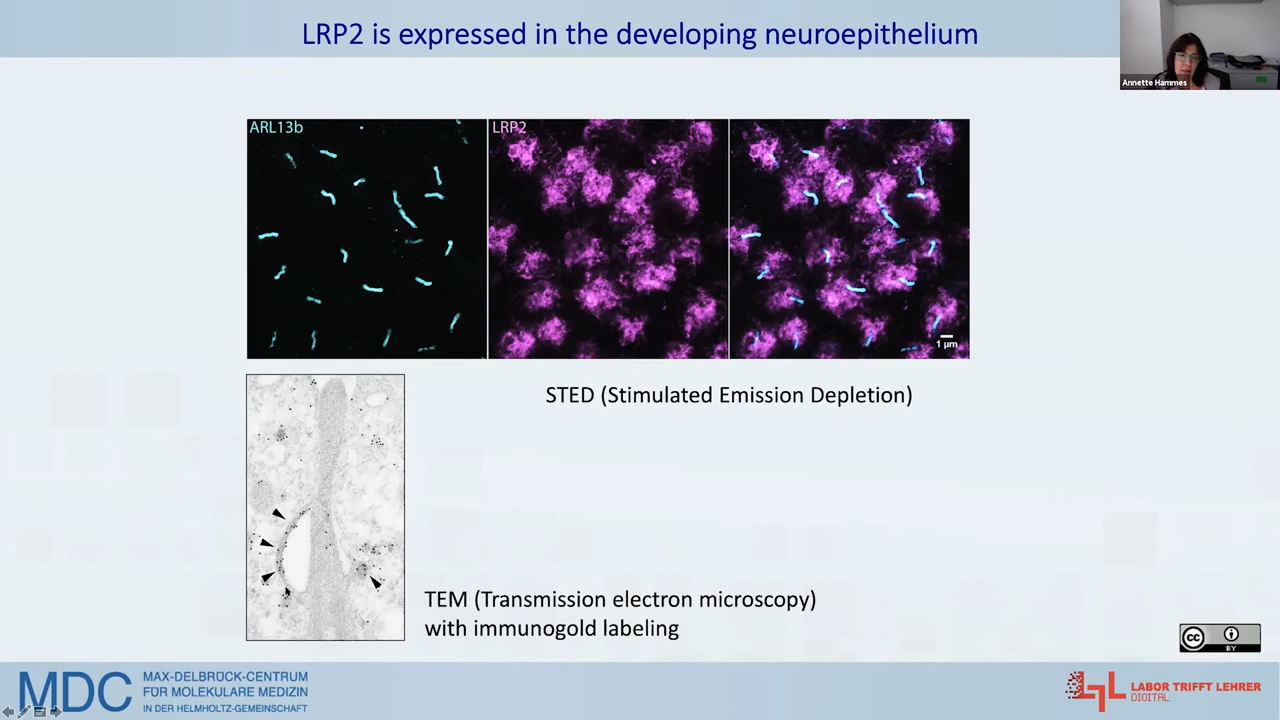 LRP2 is expressed in the developing neuroepithelium
Annette Hammes
ARL13b
LRP2
1 µm
STED (Stimulated Emission Depletion)
TEM (Transmission electron microscopy)
with immunogold labeling
cc
BY
MDC
MAX-DELBRÜCK-CENTRUM
FÜR MOLEKULARE MEDIZIN
IN DER HELMHOLTZ-GEMEINSCHAFT
LABOR TRIFFT LEHRER
DIGITAL